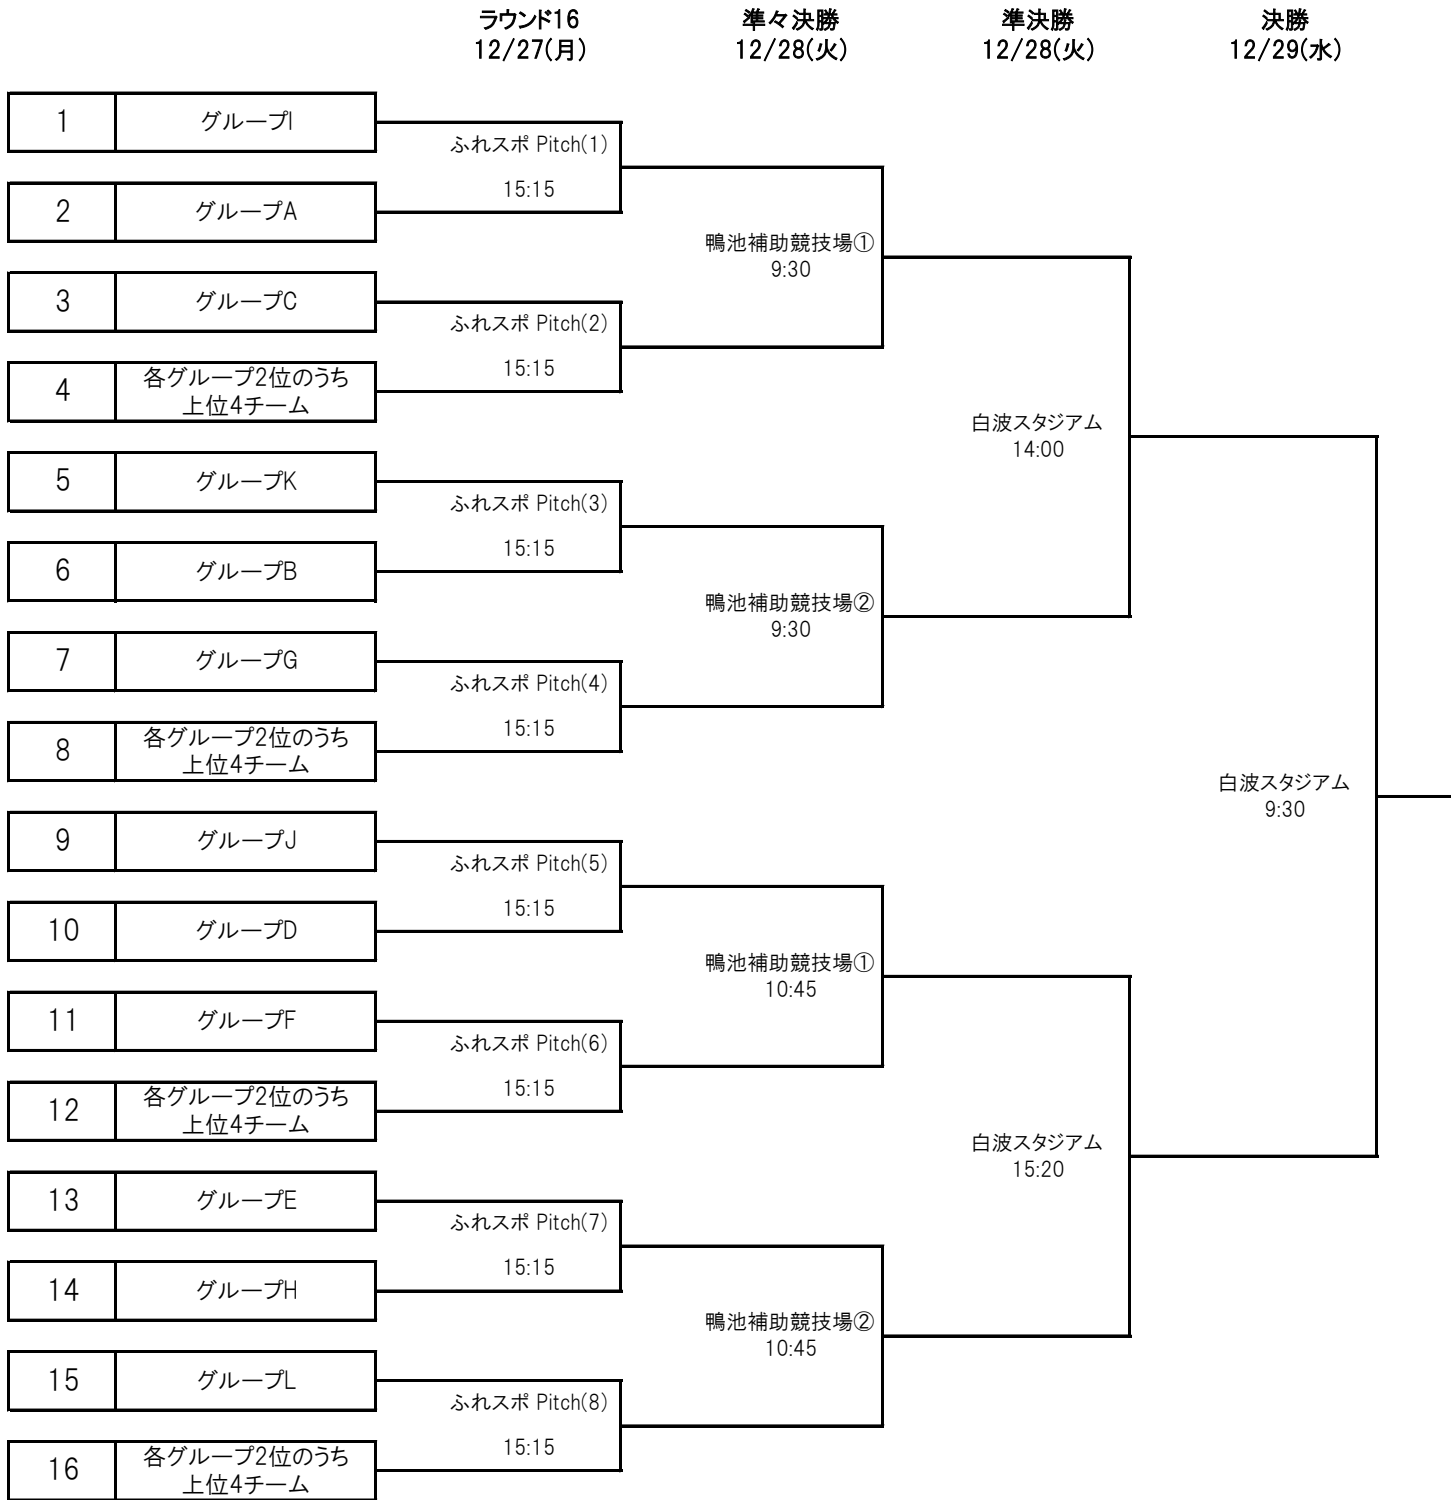 ラウンド16 準々決勝 準決勝 決勝
12/27(月) 12/28(火) 12/28(火) 12/29(水)
1 グループI
ふれスポ Pitch(1)
15:15
2 グループA
鴨池補助競技場①
9:30
3 グループC
ふれスポ Pitch(2)
15:15
4 各グループ2位のうち
上位4チーム
白波スタジアム
14:00
5 グループK
ふれスポ Pitch(3)
15:15
6 グループB
鴨池補助競技場②
9:30
7 グループG
ふれスポ Pitch(4)
15:15
8 各グループ2位のうち
上位4チーム
白波スタジアム
9:30
9 グループJ
ふれスポ Pitch(5)
15:15
10 グループD
鴨池補助競技場①
10:45
11 グループF
ふれスポ Pitch(6)
15:15
12 各グループ2位のうち
上位4チーム
白波スタジアム
15:20
13 グループE
ふれスポ Pitch(7)
15:15
14 グループH
鴨池補助競技場②
10:45
15 グループL
ふれスポ Pitch(8)
15:15
16 各グループ2位のうち
上位4チーム